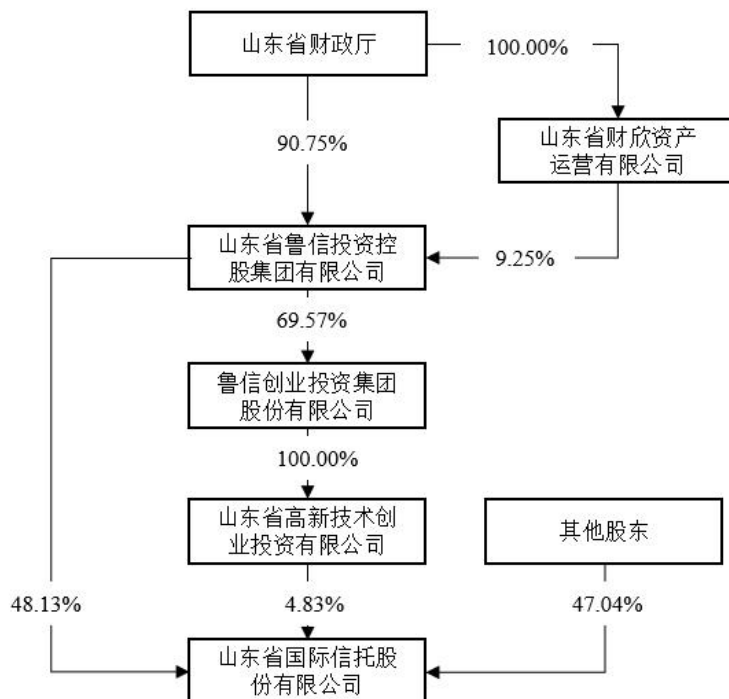 山东省财政厅
100.00%
山东省财欣资产
运营有限公司
90.75%
山东省鲁信投资控
股集团有限公司
9.25%
69.57%
鲁信创业投资集团
股份有限公司
100.00%
山东省高新技术创
业投资有限公司
其他股东
48.13%
4.83%
47.04%
山东省国际信托股
份有限公司